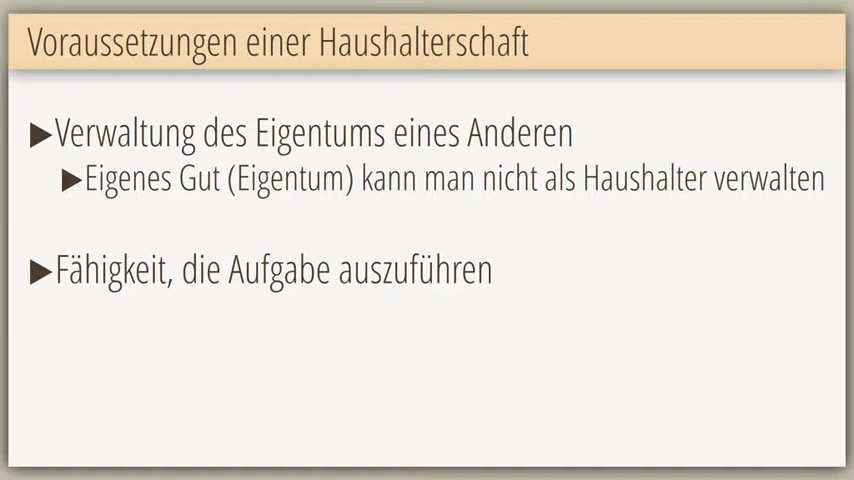 Voraussetzungen einer Haushalterschaft
▶Verwaltung des Eigentums eines Anderen
▶Eigenes Gut (Eigentum) kann man nicht als Haushalter verwalten
▶Fähigkeit, die Aufgabe auszuführen